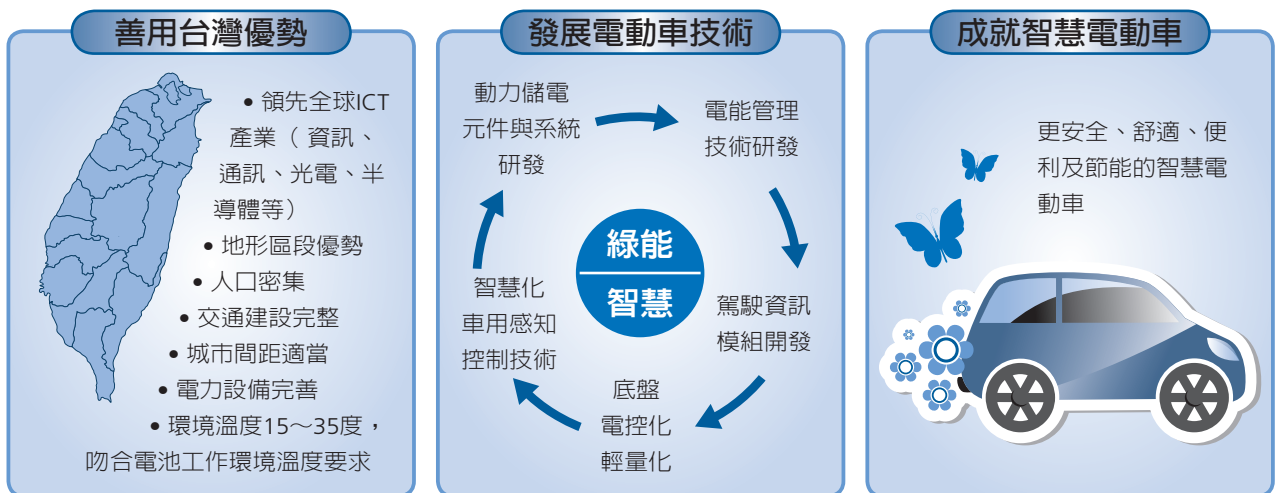 善用台灣優勢
• 領先全球ICT
產業（資訊、
通訊、光電、半
導體等）
• 地形區段優勢
• 人口密集
• 交通建設完整
• 城市間距適當
• 電力設備完善
• 環境溫度15～35度，
吻合電池工作環境溫度要求
發展電動車技術
動力儲電
元件與系統
研發
電能管理
技術研發
駕駛資訊
模組開發
底盤
電控化
輕量化
智慧化
車用感知
控制技術
綠能
智慧
成就智慧電動車
更安全、舒適、便
利及節能的智慧電
動車